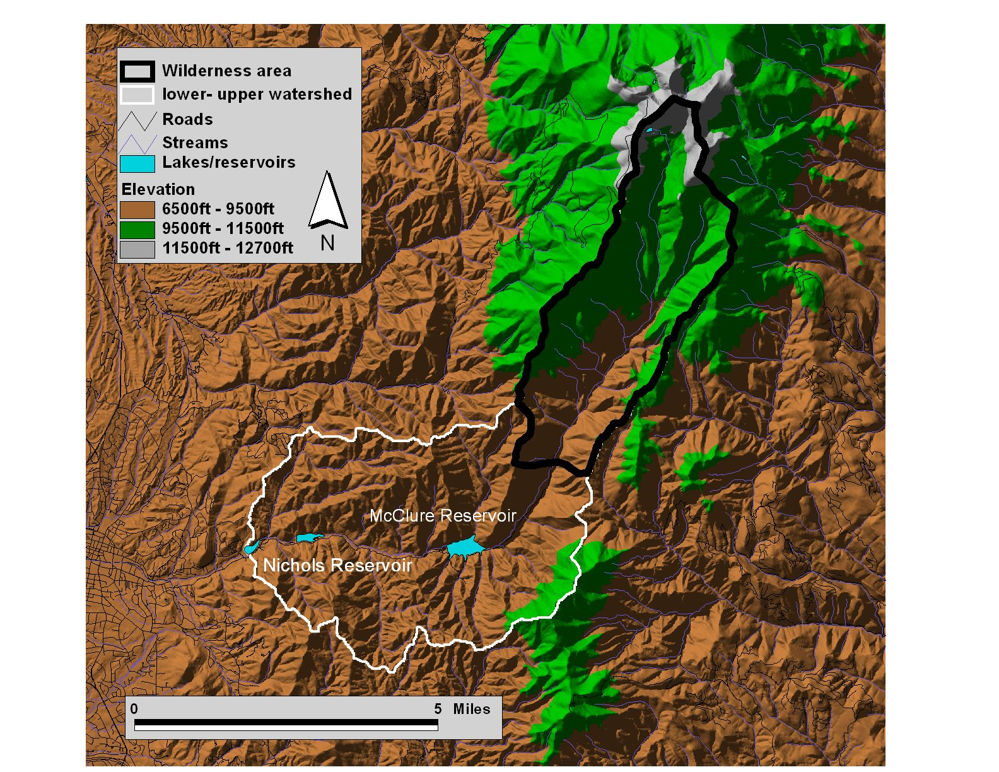 Wilderness area
lower- upper watershed
Roads
Streams
Lakes/reservoirs
Elevation
6500ft - 9500ft
9500ft - 11500ft
11500ft - 12700ft
N
McClure Reservoir
Nichols Reservoir
0 5 Miles